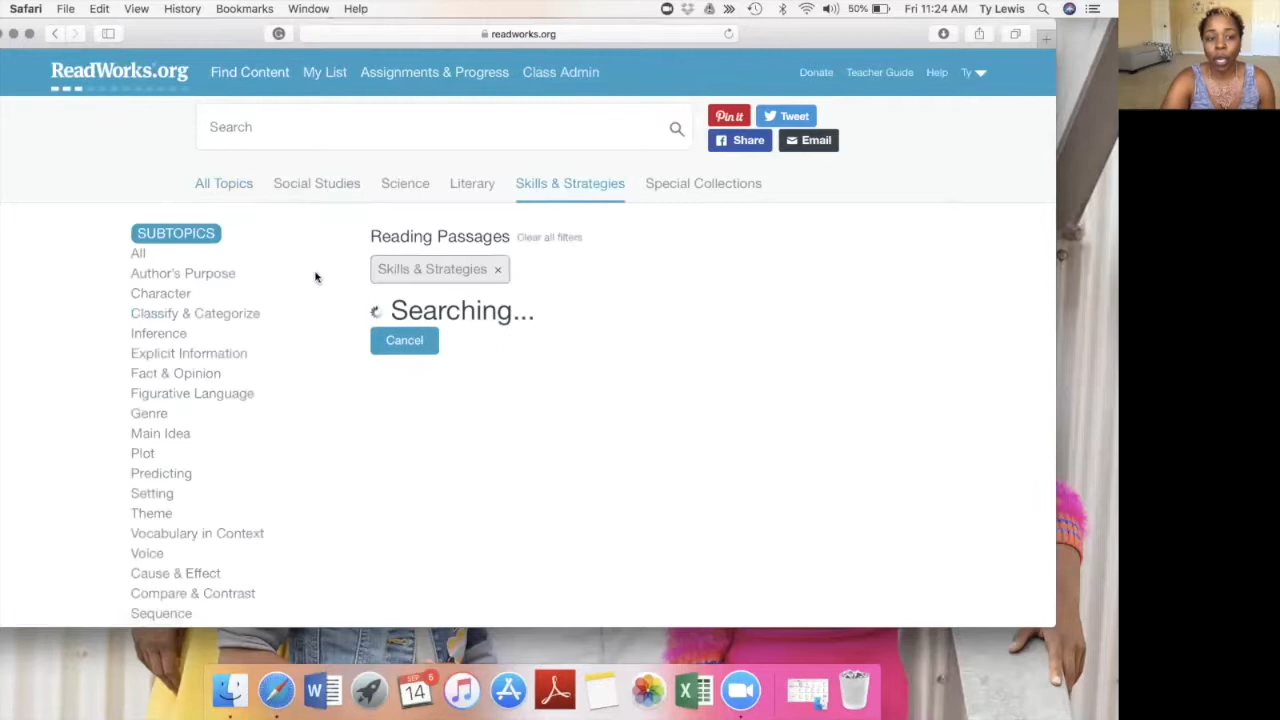 Safari File Edit View History Bookmarks Window Help 50% Fri 11:24 AM Ty Lewis
readworks.org
ReadWorks.org Find Content My List Assignments & Progress Class Admin Donate Teacher Guide Help Ty
Search
Pin it Tweet
Share Email
All Topics Social Studies Science Literary Skills & Strategies Special Collections
SUBTOPICS
All
Author's Purpose
Character
Classify & Categorize
Inference
Explicit Information
Fact & Opinion
Figurative Language
Genre
Main Idea
Plot
Predicting
Setting
Theme
Vocabulary in Context
Voice
Cause & Effect
Compare & Contrast
Sequence
Reading Passages Clear all filters
Skills & Strategies ×
Searching...
Cancel
W SEP 14 6 X